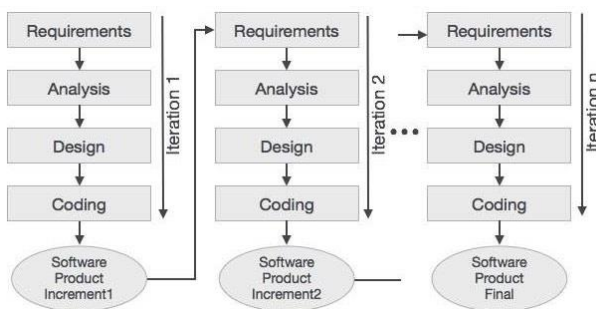 Requirements
Analysis
Design
Coding
Software
Product
Increment1
Iteration 1
Requirements
Analysis
Design
Coding
Software
Product
Increment2
Iteration 2
Requirements
Analysis
Design
Coding
Software
Product
Final
Iteration n